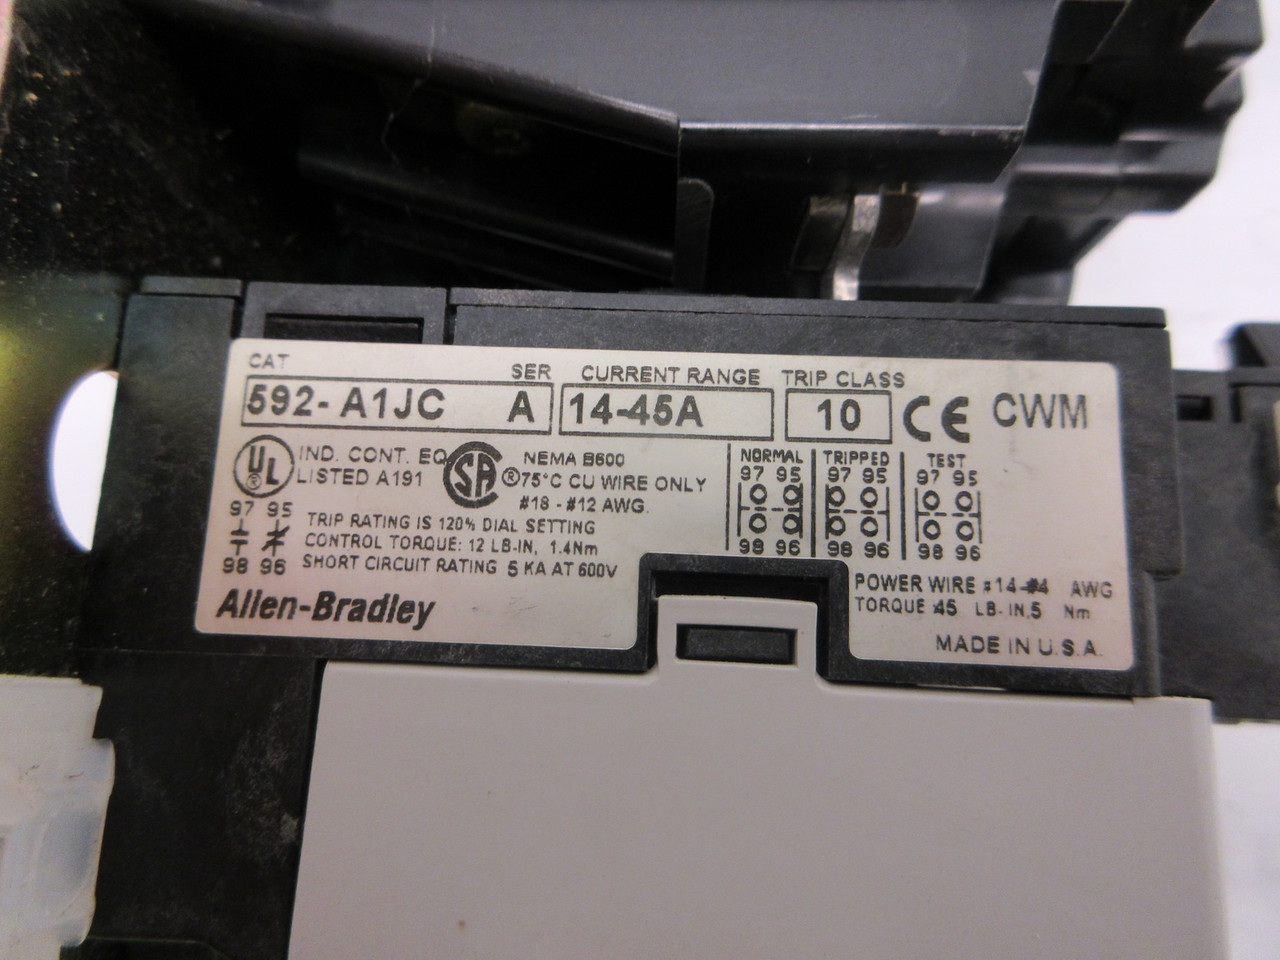 CAT SER CURRENT RANGE TRIP CLASS
592-A1JC A 14-45A 10 CE CWM
UL ® IND. CONT. EQ.
LISTED A191
SA ® NEMA B600
75°C CU WIRE ONLY
#18 - #12 AWG.
NORMAL TRIPPED TEST
97 95 97 95 97 95
98 96 98 96 98 96
97 95
98 96
TRIP RATING IS 120% DIAL SETTING
CONTROL TORQUE: 12 LB-IN, 1.4Nm
SHORT CIRCUIT RATING 5 KA AT 600V
Allen-Bradley
POWER WIRE #14-#4 AWG
TORQUE 45 LB-IN, 5 Nm
MADE IN U.S.A.